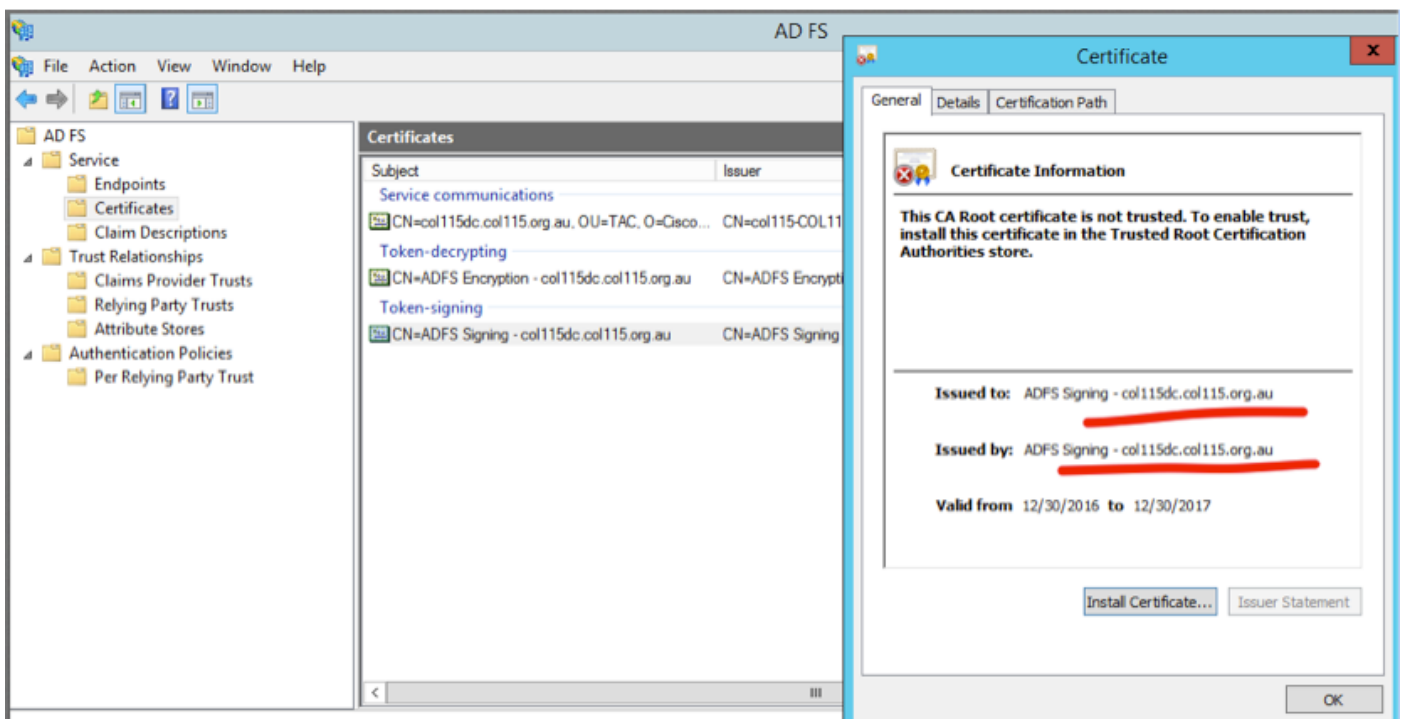 AD FS
File Action View Window Help
AD FS
Service
Endpoints
Certificates
Claim Descriptions
Trust Relationships
Claims Provider Trusts
Relying Party Trusts
Attribute Stores
Authentication Policies
Per Relying Party Trust
Certificates
Subject Issuer
Service communications
CN=col115dc.col115.org.au, OU=TAC, O=Cisco... CN=col115-COL11
Token-decrypting
CN=ADFS Encryption - col115dc.col115.org.au CN=ADFS Encrypti
Token-signing
CN=ADFS Signing - col115dc.col115.org.au CN=ADFS Signing
Certificate
x
General Details Certification Path
Certificate Information
This CA Root certificate is not trusted. To enable trust,
install this certificate in the Trusted Root Certification
Authorities store.
Issued to: ADFS Signing - col115dc.col115.org.au
Issued by: ADFS Signing - col115dc.col115.org.au
Valid from 12/30/2016 to 12/30/2017
Install Certificate... Issuer Statement
OK